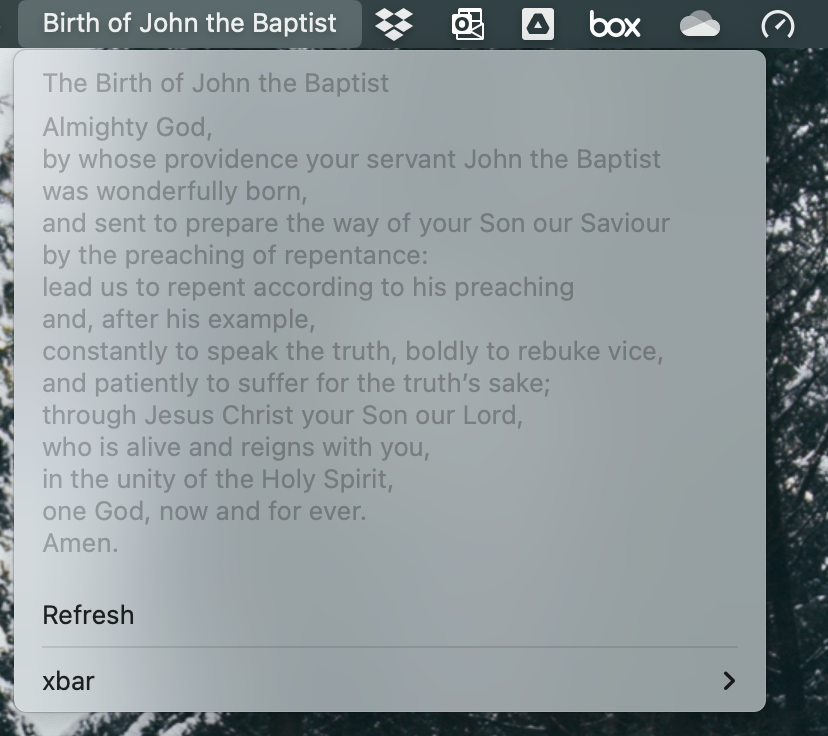 Birth of John the Baptist
box
The Birth of John the Baptist
Almighty God,
by whose providence your servant John the Baptist
was wonderfully born,
and sent to prepare the way of your Son our Saviour
by the preaching of repentance:
lead us to repent according to his preaching
and, after his example,
constantly to speak the truth, boldly to rebuke vice,
and patiently to suffer for the truth’s sake;
through Jesus Christ your Son our Lord,
who is alive and reigns with you,
in the unity of the Holy Spirit,
one God, now and for ever.
Amen.
Refresh
xbar